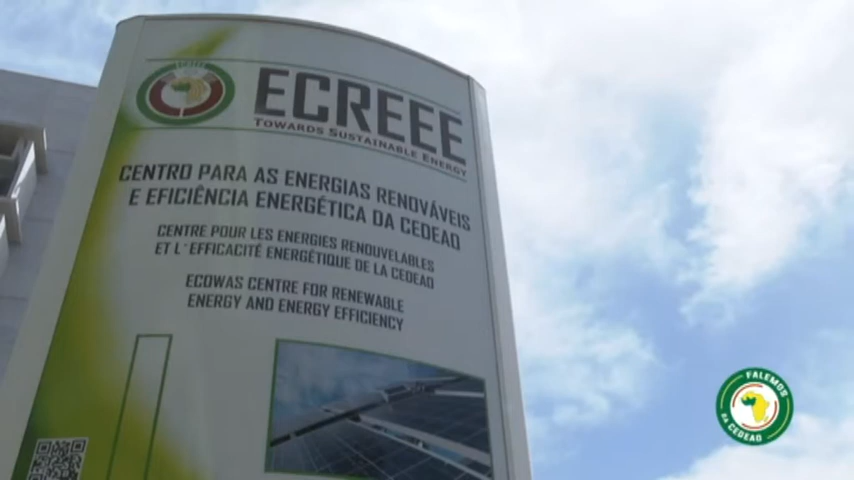 ECREEE
ECREEE
TOWARDS SUSTAINABLE ENERGY
CENTRO PARA AS ENERGIAS RENOVÁVEIS
E EFICIÊNCIA ENERGÉTICA DA CEDEAO
CENTRE POUR LES ENERGIES RENOUVELABLES
ET L'EFFICACITÉ ENERGÉTIQUE DE LA CEDEAO
ECOWAS CENTRE FOR RENEWABLE
ENERGY AND ENERGY EFFICIENCY
FALEMOS
DA CEDEAO